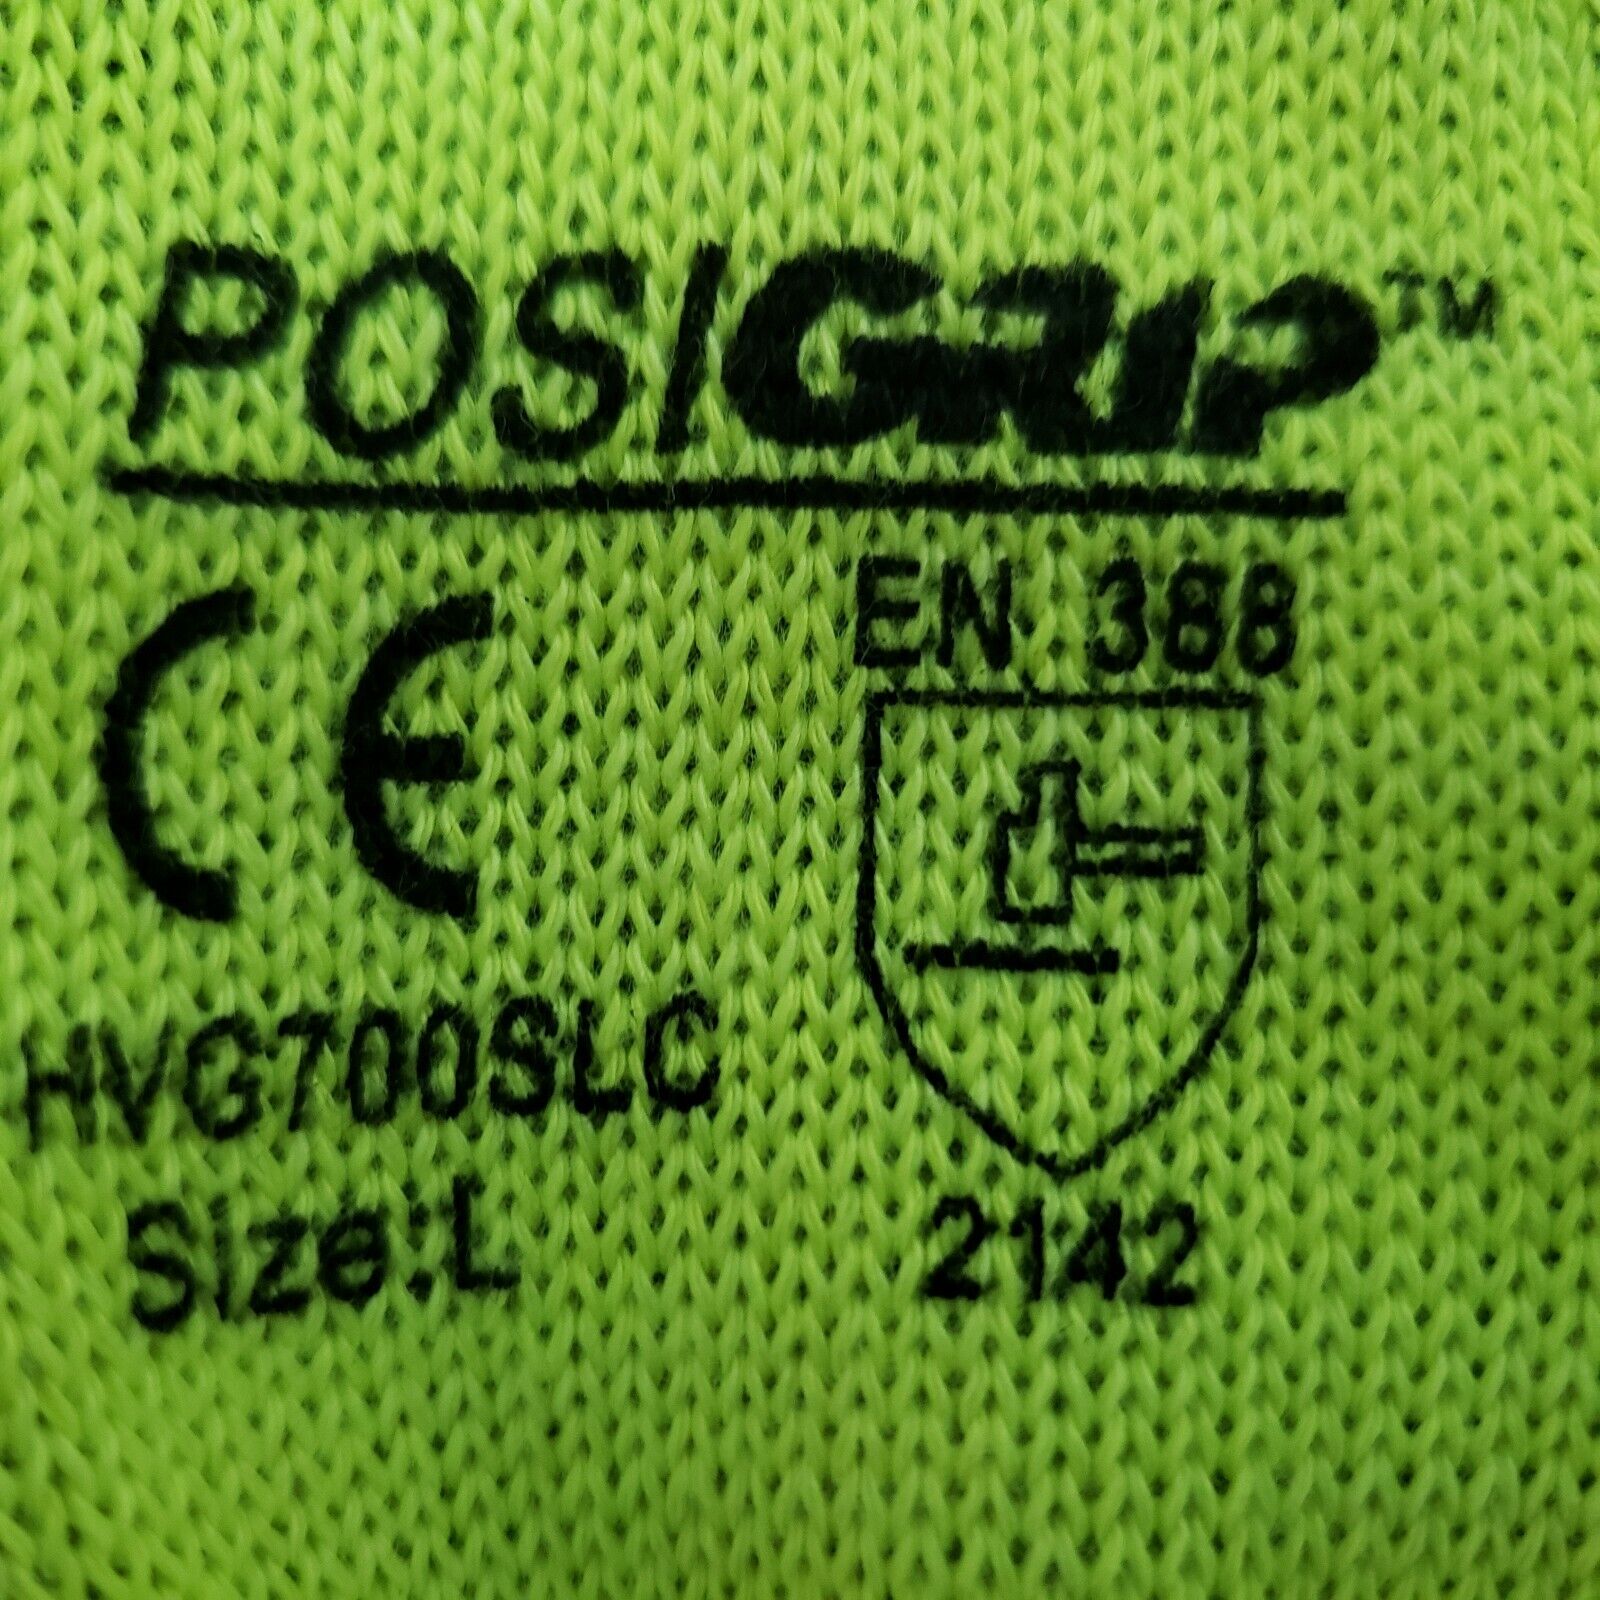 POSIGRIP™
CE
EN 388
HVG700SLC
Size:L
2142